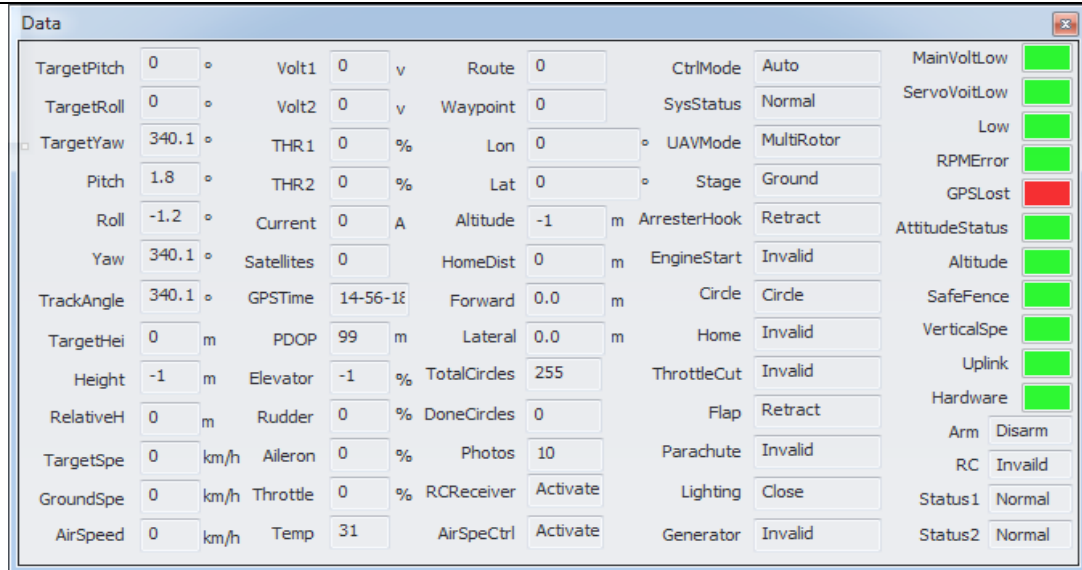 Data
TargetPitch 0 ° Volt1 0 v Route 0 CtrlMode Auto MainVoltLow
TargetRoll 0 ° Volt2 0 v Waypoint 0 SysStatus Normal ServoVoitLow
TargetYaw 340.1 ° THR1 0 % Lon 0 ° UAVMode MultiRotor Low
Pitch 1.8 ° THR2 0 % Lat 0 ° Stage Ground RPMError
Roll -1.2 ° Current 0 A Altitude -1 m ArresterHook Retract GPSLost
Yaw 340.1 ° Satellites 0 HomeDist 0 m EngineStart Invalid AttitudeStatus
TrackAngle 340.1 ° GPSTime 14-56-18 Forward 0.0 m Circle Circle Altitude
TargetHei 0 m PDOP 99 m Lateral 0.0 m Home Invalid SafeFence
Height -1 m Elevator -1 % TotalCircles 255 ThrottleCut Invalid VerticalSpe
RelativeH 0 m Rudder 0 % DoneCircles 0 Flap Retract Uplink
TargetSpe 0 km/h Aileron 0 % Photos 10 Parachute Invalid Hardware
GroundSpe 0 km/h Throttle 0 % RCReceiver Activate Lighting Close Arm Disarm
AirSpeed 0 km/h Temp 31 AirSpeCtrl Activate Generator Invalid RC Invaild
Status1 Normal
Status2 Normal